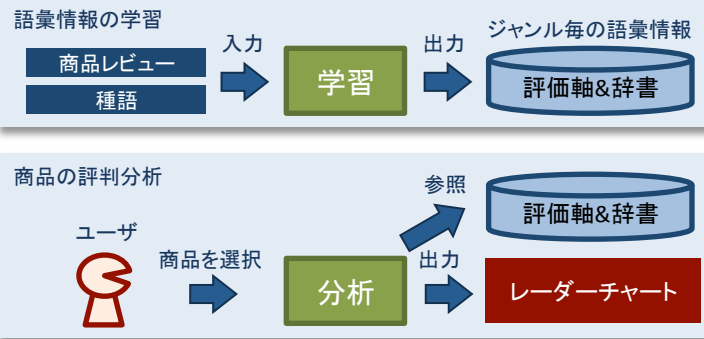 語彙情報の学習
商品レビュー
種語
入力
学習
出力
ジャンル毎の語彙情報
評価軸&辞書
商品の評判分析
ユーザ
商品を選択
分析
参照
評価軸&辞書
出力
レーダーチャート